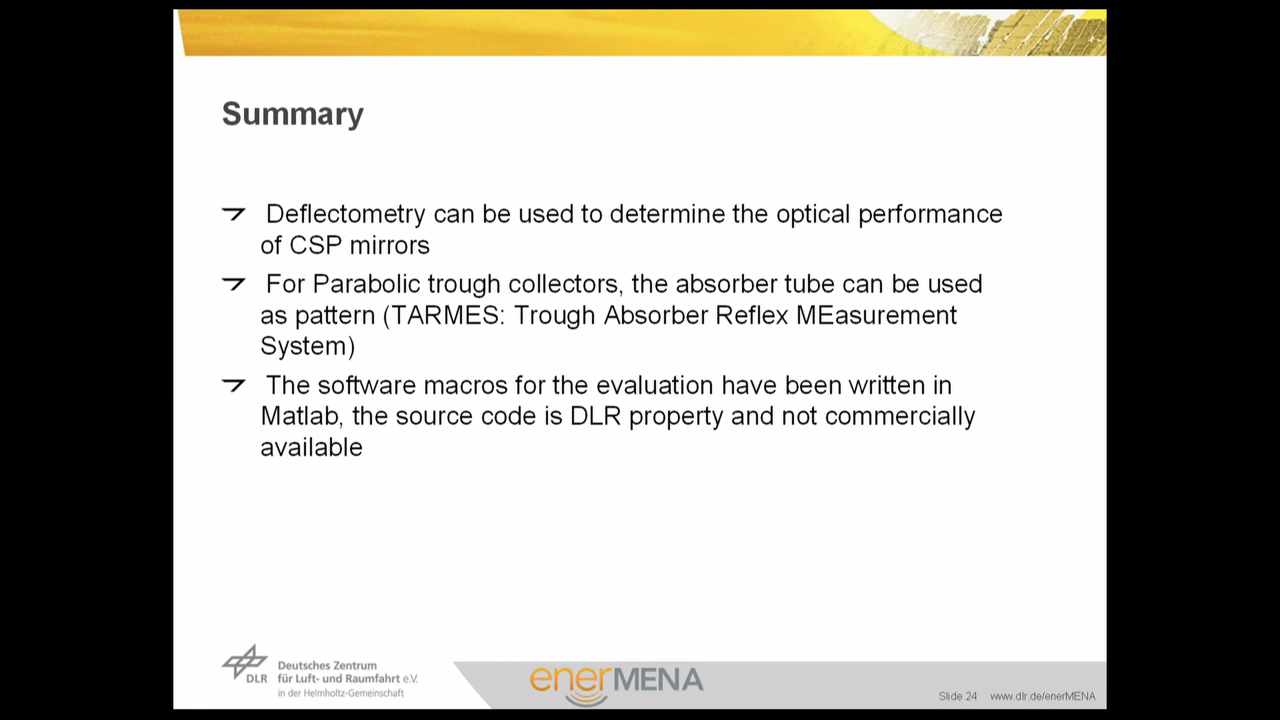 Summary
Deflectometry can be used to determine the optical performance
of CSP mirrors
For Parabolic trough collectors, the absorber tube can be used
as pattern (TARMES: Trough Absorber Reflex MEasurement
System)
The software macros for the evaluation have been written in
Matlab, the source code is DLR property and not commercially
available
DLR
Deutsches Zentrum
für Luft- und Raumfahrt e.V.
in der Helmholtz-Gemeinschaft
enerMENA
Slide 24 www.dlr.de/enerMENA